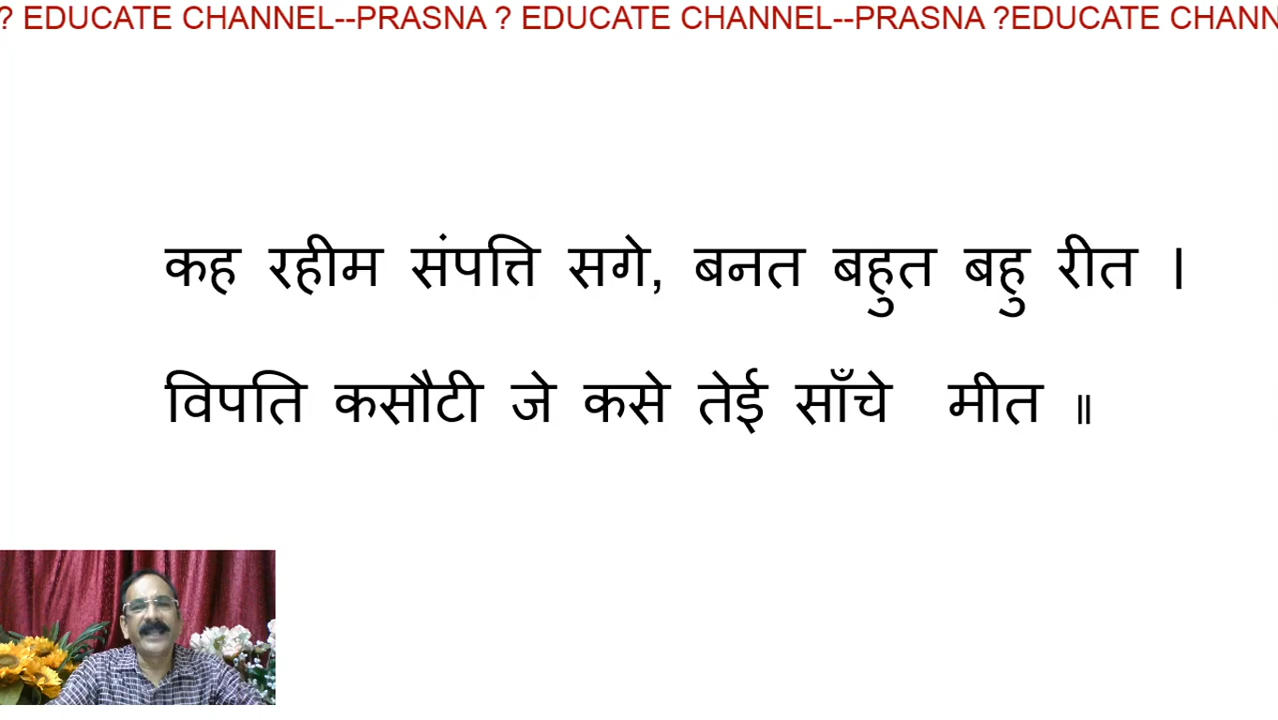 ? EDUCATE CHANNEL--PRASNA ? EDUCATE CHANNEL--PRASNA ?EDUCATE CHANN
कह रहीम संपत्ति सगे, बनत बहुत बहु रीत ।
विपति कसौटी जे कसे तेई साँचे मीत ॥